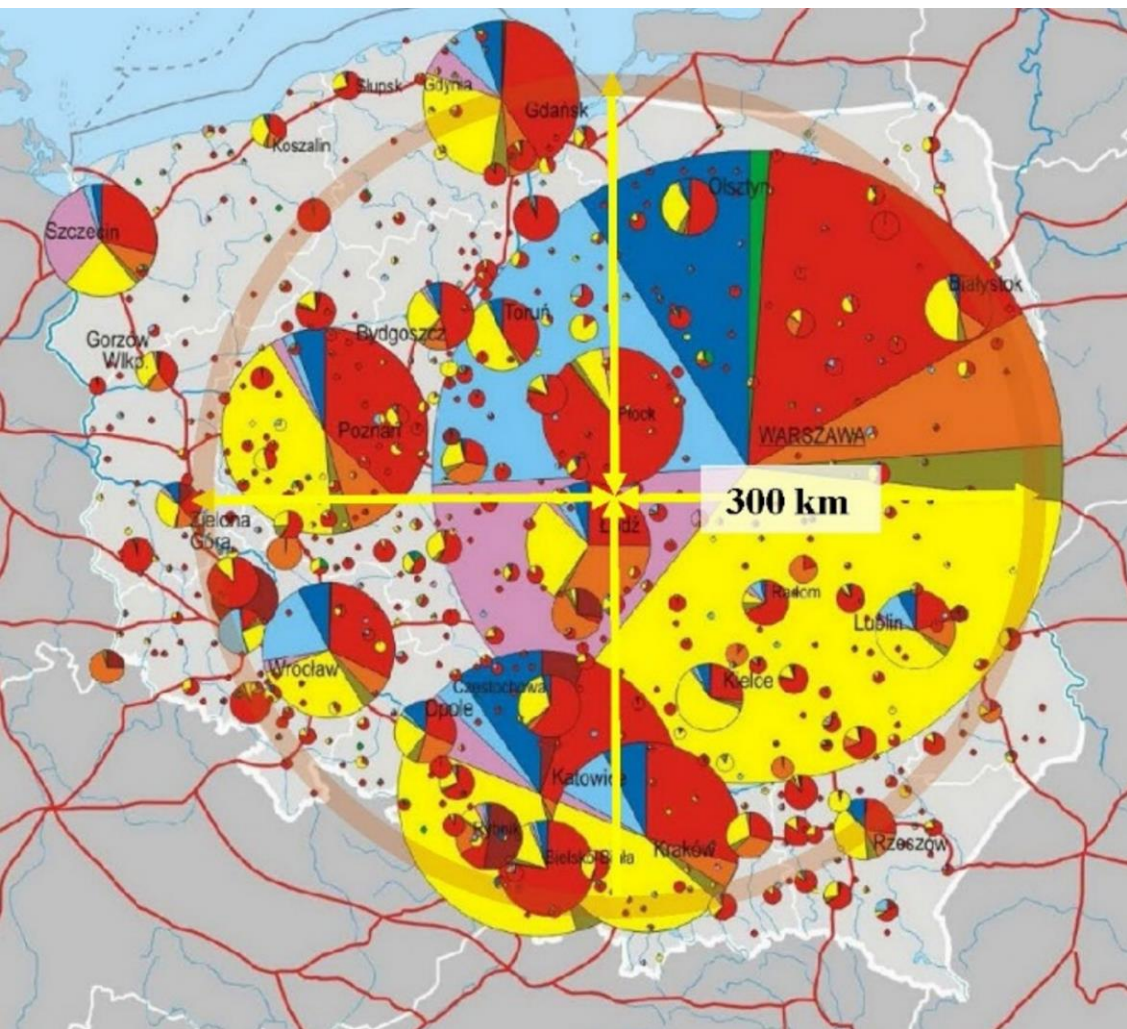 Słupsk
Gdynia
Gdańsk
Koszalin
Olsztyn
Szczecin
Białystok
Toruń
Bydgoszcz
Gorzów
Wlkp.
Płock
Poznań
WARSZAWA
300 km
Zielona
Góra
Łódź
Radom
Lublin
Wrocław
Kielce
Częstochowa
Opole
Katowice
Rybnik
Bielsko-Biała
Kraków
Rzeszów